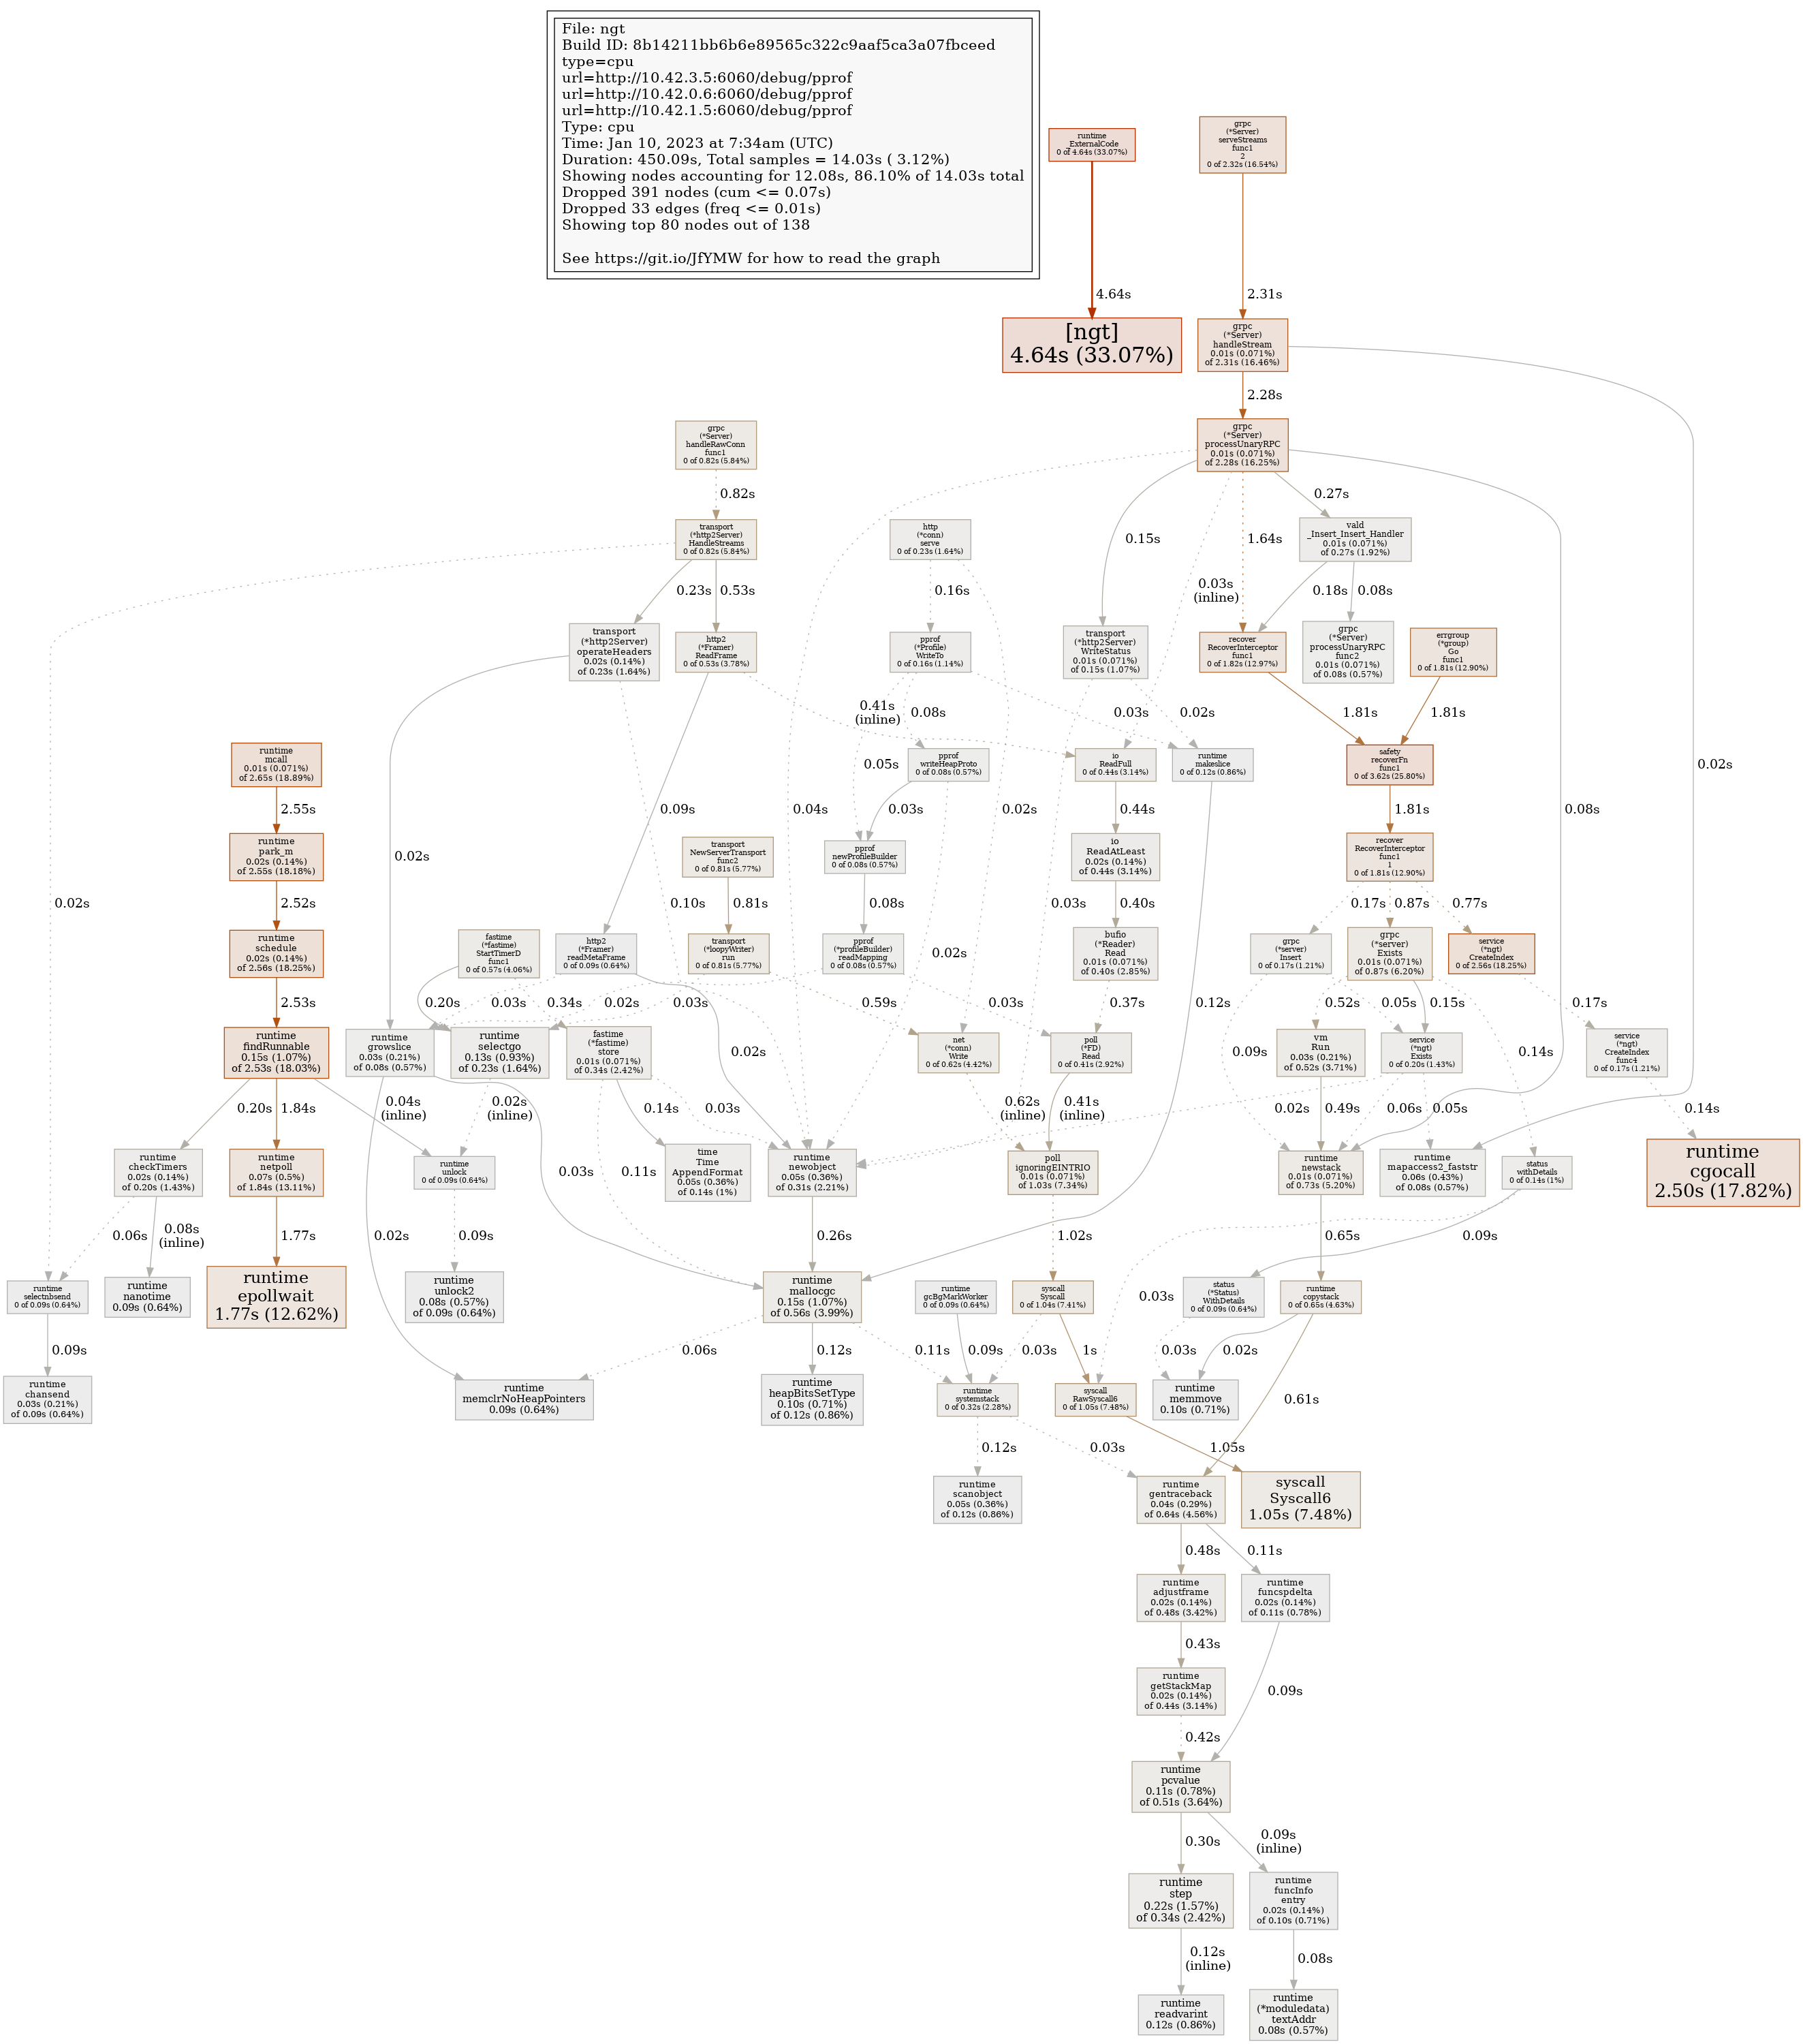 File: ngt
Build ID: 8b14211bb6b6e89565c322c9aaf5ca3a07fbceed
type=cpu
url=http://10.42.3.5:6060/debug/pprof
url=http://10.42.0.6:6060/debug/pprof
url=http://10.42.1.5:6060/debug/pprof
Type: cpu
Time: Jan 10, 2023 at 7:34am (UTC)
Duration: 450.09s, Total samples = 14.03s ( 3.12%)
Showing nodes accounting for 12.08s, 86.10% of 14.03s total
Dropped 391 nodes (cum <= 0.07s)
Dropped 33 edges (freq <= 0.01s)
Showing top 80 nodes out of 138
See https://git.io/JfYMW for how to read the graph
runtime
_ExternalCode
0 of 4.64s (33.07%)
grpc
(*Server)
serveStreams
func1
2
0 of 2.32s (16.54%)
4.64s
2.31s
[ngt]
4.64s (33.07%)
grpc
(*Server)
handleStream
0.01s (0.071%)
of 2.31s (16.46%)
2.28s
0.02s
grpc
(*Server)
handleRawConn
func1
0 of 0.82s (5.84%)
grpc
(*Server)
processUnaryRPC
0.01s (0.071%)
of 2.28s (16.25%)
0.82s
0.27s
transport
(*http2Server)
HandleStreams
0 of 0.82s (5.84%)
http
(*conn)
serve
0 of 0.23s (1.64%)
0.15s
1.64s
vald
_Insert_Insert_Handler
0.01s (0.071%)
of 0.27s (1.92%)
0.23s
0.53s
0.16s
0.03s
(inline)
0.18s
0.08s
transport
(*http2Server)
operateHeaders
0.02s (0.14%)
of 0.23s (1.64%)
http2
(*Framer)
ReadFrame
0 of 0.53s (3.78%)
pprof
(*Profile)
WriteTo
0 of 0.16s (1.14%)
transport
(*http2Server)
WriteStatus
0.01s (0.071%)
of 0.15s (1.07%)
recover
RecoverInterceptor
func1
0 of 1.82s (12.97%)
grpc
(*Server)
processUnaryRPC
func2
0.01s (0.071%)
of 0.08s (0.57%)
errgroup
(*group)
Go
func1
0 of 1.81s (12.90%)
0.41s
(inline)
0.08s
0.03s
0.02s
1.81s
1.81s
runtime
mcall
0.01s (0.071%)
of 2.65s (18.89%)
pprof
writeHeapProto
0 of 0.08s (0.57%)
io
ReadFull
0 of 0.44s (3.14%)
runtime
makeslice
0 of 0.12s (0.86%)
safety
recoverFn
func1
0 of 3.62s (25.80%)
0.05s
2.55s
0.09s
0.04s
0.03s
0.02s
0.44s
1.81s
0.08s
runtime
park_m
0.02s (0.14%)
of 2.55s (18.18%)
transport
NewServerTransport
func2
0 of 0.81s (5.77%)
pprof
newProfileBuilder
0 of 0.08s (0.57%)
io
ReadAtLeast
0.02s (0.14%)
of 0.44s (3.14%)
recover
RecoverInterceptor
func1
1
0 of 1.81s (12.90%)
0.02s
0.02s
2.52s
0.10s
0.81s
0.08s
0.03s
0.40s
0.17s
0.87s
0.77s
runtime
schedule
0.02s (0.14%)
of 2.56s (18.25%)
fastime
(*fastime)
StartTimerD
func1
0 of 0.57s (4.06%)
http2
(*Framer)
readMetaFrame
0 of 0.09s (0.64%)
transport
(*loopyWriter)
run
0 of 0.81s (5.77%)
pprof
(*profileBuilder)
readMapping
0 of 0.08s (0.57%)
0.02s
bufio
(*Reader)
Read
0.01s (0.071%)
of 0.40s (2.85%)
grpc
(*server)
Insert
0 of 0.17s (1.21%)
grpc
(*server)
Exists
0.01s (0.071%)
of 0.87s (6.20%)
service
(*ngt)
CreateIndex
0 of 2.56s (18.25%)
2.53s
0.20s
0.03s
0.34s
0.02s
0.03s
0.59s
0.03s
0.37s
0.12s
0.52s
0.05s
0.15s
0.17s
runtime
findRunnable
0.15s (1.07%)
of 2.53s (18.03%)
runtime
growslice
0.03s (0.21%)
of 0.08s (0.57%)
runtime
selectgo
0.13s (0.93%)
of 0.23s (1.64%)
fastime
(*fastime)
store
0.01s (0.071%)
of 0.34s (2.42%)
0.02s
net
(*conn)
Write
0 of 0.62s (4.42%)
poll
(*FD)
Read
0 of 0.41s (2.92%)
0.09s
vm
Run
0.03s (0.21%)
of 0.52s (3.71%)
service
(*ngt)
Exists
0 of 0.20s (1.43%)
0.14s
service
(*ngt)
CreateIndex
func4
0 of 0.17s (1.21%)
0.20s
1.84s
0.04s
(inline)
0.02s
(inline)
0.14s
0.03s
0.62s
(inline)
0.41s
(inline)
0.02s
0.49s
0.06s
0.05s
0.14s
runtime
checkTimers
0.02s (0.14%)
of 0.20s (1.43%)
runtime
netpoll
0.07s (0.5%)
of 1.84s (13.11%)
runtime
unlock
0 of 0.09s (0.64%)
0.03s
0.11s
time
Time
AppendFormat
0.05s (0.36%)
of 0.14s (1%)
runtime
newobject
0.05s (0.36%)
of 0.31s (2.21%)
poll
ignoringEINTRIO
0.01s (0.071%)
of 1.03s (7.34%)
runtime
newstack
0.01s (0.071%)
of 0.73s (5.20%)
runtime
mapaccess2_faststr
0.06s (0.43%)
of 0.08s (0.57%)
status
withDetails
0 of 0.14s (1%)
runtime
cgocall
2.50s (17.82%)
0.06s
0.08s
(inline)
1.77s
0.02s
0.09s
0.26s
1.02s
0.65s
0.09s
runtime
selectnbsend
0 of 0.09s (0.64%)
runtime
nanotime
0.09s (0.64%)
runtime
epollwait
1.77s (12.62%)
runtime
unlock2
0.08s (0.57%)
of 0.09s (0.64%)
runtime
mallocgc
0.15s (1.07%)
of 0.56s (3.99%)
runtime
gcBgMarkWorker
0 of 0.09s (0.64%)
syscall
Syscall
0 of 1.04s (7.41%)
0.03s
status
(*Status)
WithDetails
0 of 0.09s (0.64%)
runtime
copystack
0 of 0.65s (4.63%)
0.09s
0.06s
0.12s
0.11s
0.09s
0.03s
1s
0.03s
0.02s
0.61s
runtime
chansend
0.03s (0.21%)
of 0.09s (0.64%)
runtime
memclrNoHeapPointers
0.09s (0.64%)
runtime
heapBitsSetType
0.10s (0.71%)
of 0.12s (0.86%)
runtime
systemstack
0 of 0.32s (2.28%)
syscall
RawSyscall6
0 of 1.05s (7.48%)
runtime
memmove
0.10s (0.71%)
0.12s
0.03s
1.05s
runtime
scanobject
0.05s (0.36%)
of 0.12s (0.86%)
runtime
gentraceback
0.04s (0.29%)
of 0.64s (4.56%)
syscall
Syscall6
1.05s (7.48%)
0.48s
0.11s
runtime
adjustframe
0.02s (0.14%)
of 0.48s (3.42%)
runtime
funcspdelta
0.02s (0.14%)
of 0.11s (0.78%)
0.43s
0.09s
runtime
getStackMap
0.02s (0.14%)
of 0.44s (3.14%)
0.42s
runtime
pcvalue
0.11s (0.78%)
of 0.51s (3.64%)
0.30s
0.09s
(inline)
runtime
step
0.22s (1.57%)
of 0.34s (2.42%)
runtime
funcInfo
entry
0.02s (0.14%)
of 0.10s (0.71%)
0.12s
(inline)
0.08s
runtime
readvarint
0.12s (0.86%)
runtime
(*moduledata)
textAddr
0.08s (0.57%)